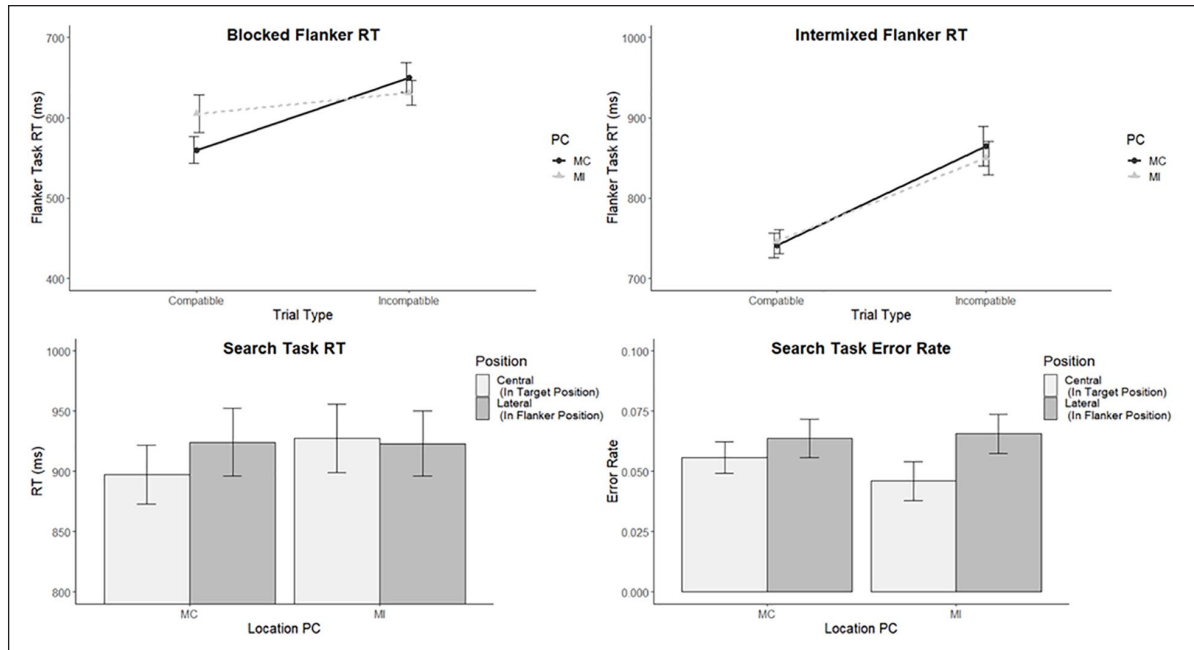 Blocked Flanker RT
700
600
500
400
Flanker Task RT (ms)
Compatible
Incompatible
Trial Type
PC
MC
MI
Intermixed Flanker RT
1000
900
800
700
Flanker Task RT (ms)
Compatible
Incompatible
Trial Type
PC
MC
MI
Search Task RT
1000
950
900
850
800
RT (ms)
MC
MI
Location PC
Position
Central
(In Target Position)
Lateral
(In Flanker Position)
Search Task Error Rate
0.100
0.075
0.050
0.025
0.000
Error Rate
MC
MI
Location PC
Position
Central
(In Target Position)
Lateral
(In Flanker Position)